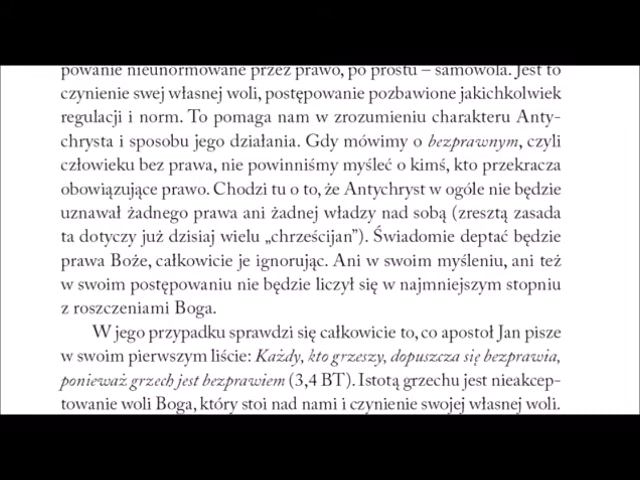 powanie nieunormowane przez prawo, po prostu – samowola. Jest to
czynienie swej własnej woli, postępowanie pozbawione jakichkolwiek
regulacji i norm. To pomaga nam w zrozumieniu charakteru Anty-
chrysta i sposobu jego działania. Gdy mówimy o bezprawnym, czyli
człowieku bez prawa, nie powinniśmy myśleć o kimś, kto przekracza
obowiązujące prawo. Chodzi tu o to, że Antychryst w ogóle nie będzie
uznawał żadnego prawa ani żadnej władzy nad sobą (zresztą zasada
ta dotyczy już dzisiaj wielu „chrześcijan”). Świadomie deptać będzie
prawa Boże, całkowicie je ignorując. Ani w swoim myśleniu, ani też
w swoim postępowaniu nie będzie liczył się w najmniejszym stopniu
z roszczeniami Boga.
W jego przypadku sprawdzi się całkowicie to, co apostoł Jan pisze
w swoim pierwszym liście: Każdy, kto grzeszy, dopuszcza się bezprawia,
ponieważ grzech jest bezprawiem (3,4 BT). Istotą grzechu jest nieakcep-
towanie woli Boga, który stoi nad nami i czynienie swojej własnej woli.